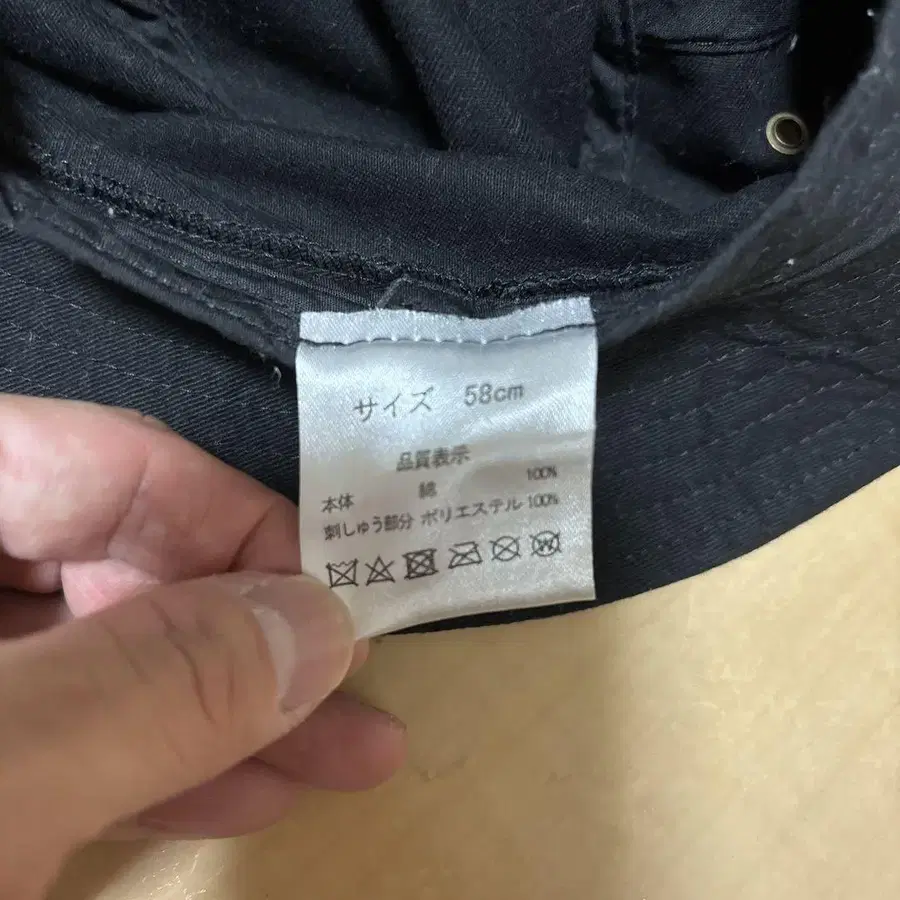 サイズ 58cm
品質表示
本体 綿 100%
刺しゅう部分 ポリエステル 100%